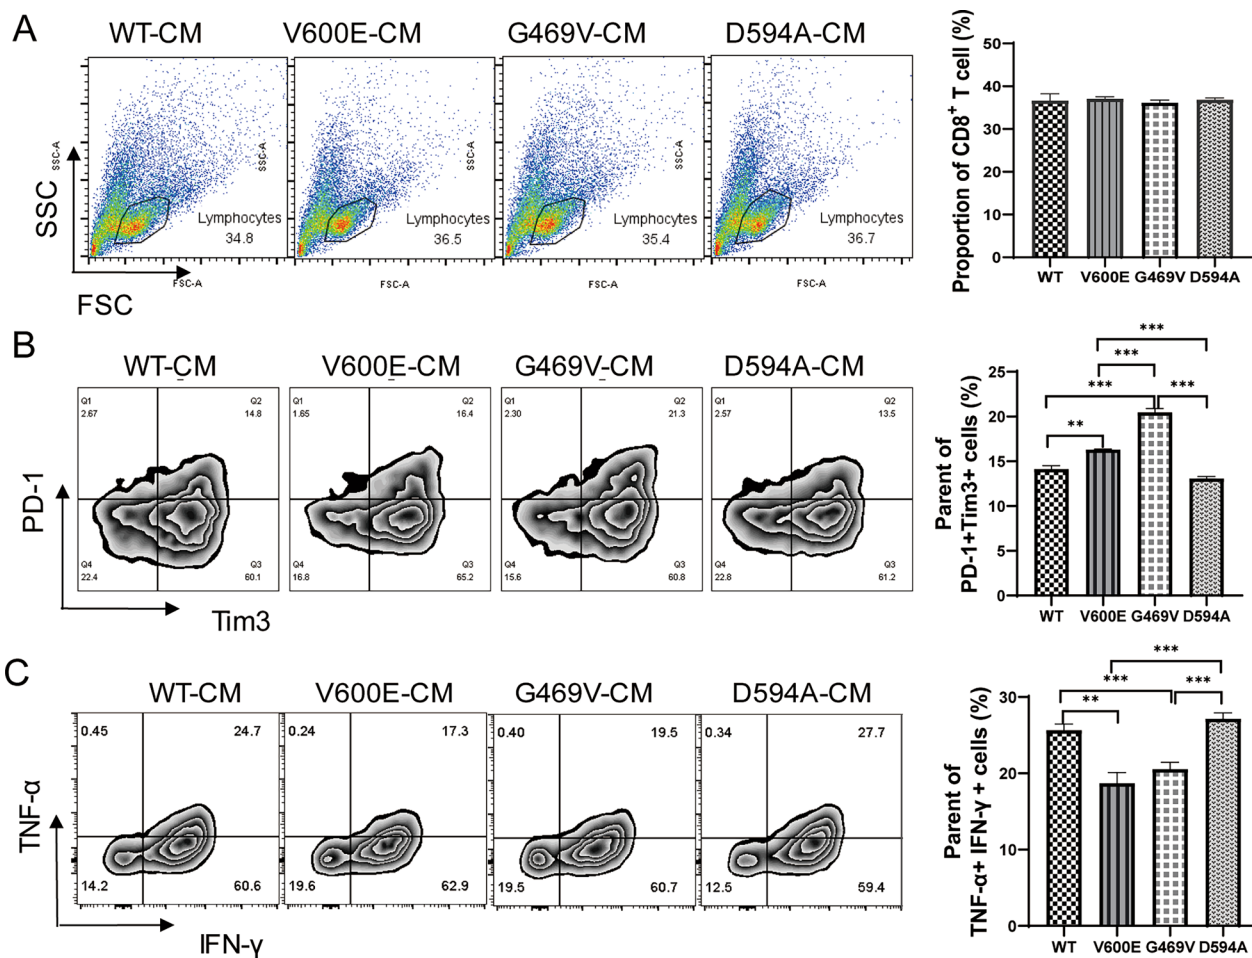 A
WT-CM V600E-CM G469V-CM D594A-CM
SSC
SSC-A SSC-A SSC-A SSC-A
Lymphocytes
34.8
Lymphocytes
36.5
Lymphocytes
35.4
Lymphocytes
36.7
FSC-A FSC-A FSC-A FSC-A
FSC
Proportion of CD8+ T cell (%)
50
40
30
20
10
0
WT V600E G469V D594A
B
WT-CM V600E-CM G469V-CM D594A-CM
PD-1
Q1 Q2 Q1 Q2 Q1 Q2 Q1 Q2
2.67 14.8 1.65 16.4 2.30 21.3 2.57 13.5
Q4 Q3 Q4 Q3 Q4 Q3 Q4 Q3
22.4 60.1 16.8 65.2 15.6 60.8 22.8 61.2
Tim3
Parent of
PD-1+Tim3+ cells (%)
***
***
*** ***
**
25
20
15
10
5
0
WT V600E G469V D594A
C
WT-CM V600E-CM G469V-CM D594A-CM
TNF-α
0.45 24.7 0.24 17.3 0.40 19.5 0.34 27.7
14.2 60.6 19.6 62.9 19.5 60.7 12.5 59.4
IFN-γ
Parent of
TNF-α+ IFN-γ + cells (%)
***
*** ***
**
30
20
10
0
WT V600E G469V D594A